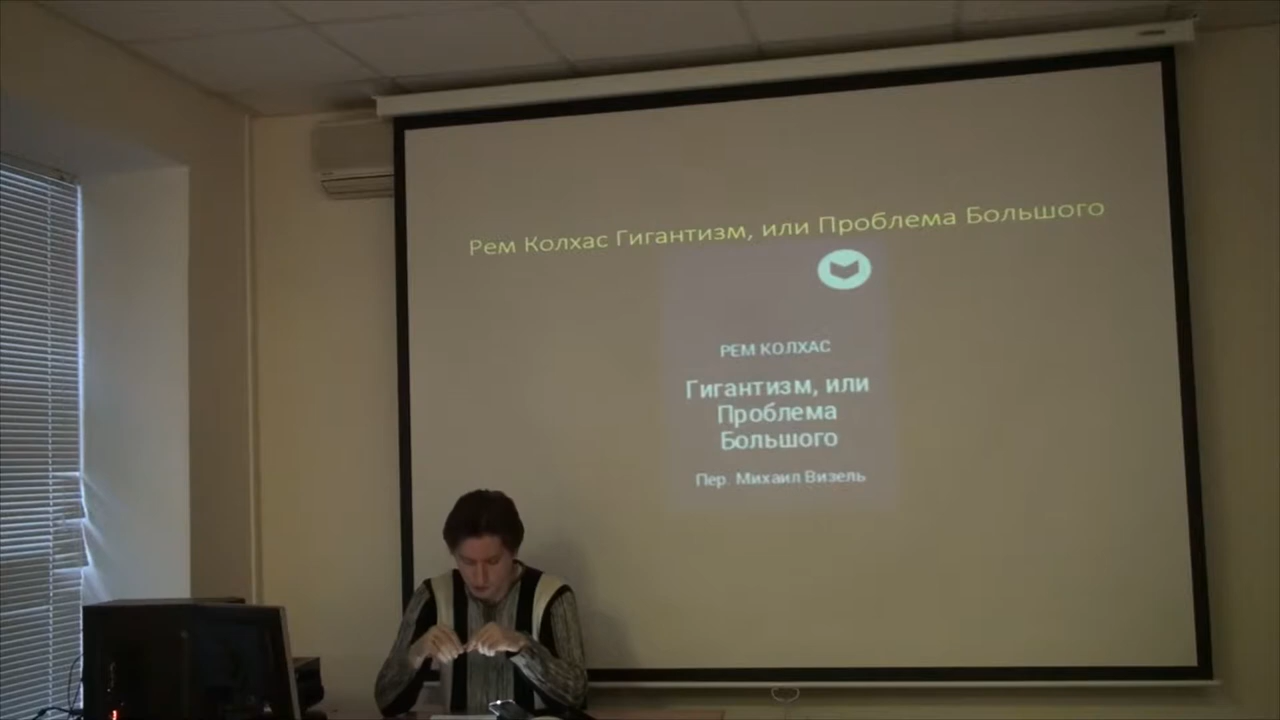 Рем Колхас Гигантизм, или Проблема Большого
РЕМ КОЛХАС
Гигантизм, или
Проблема
Большого
Пер. Михаил Визель